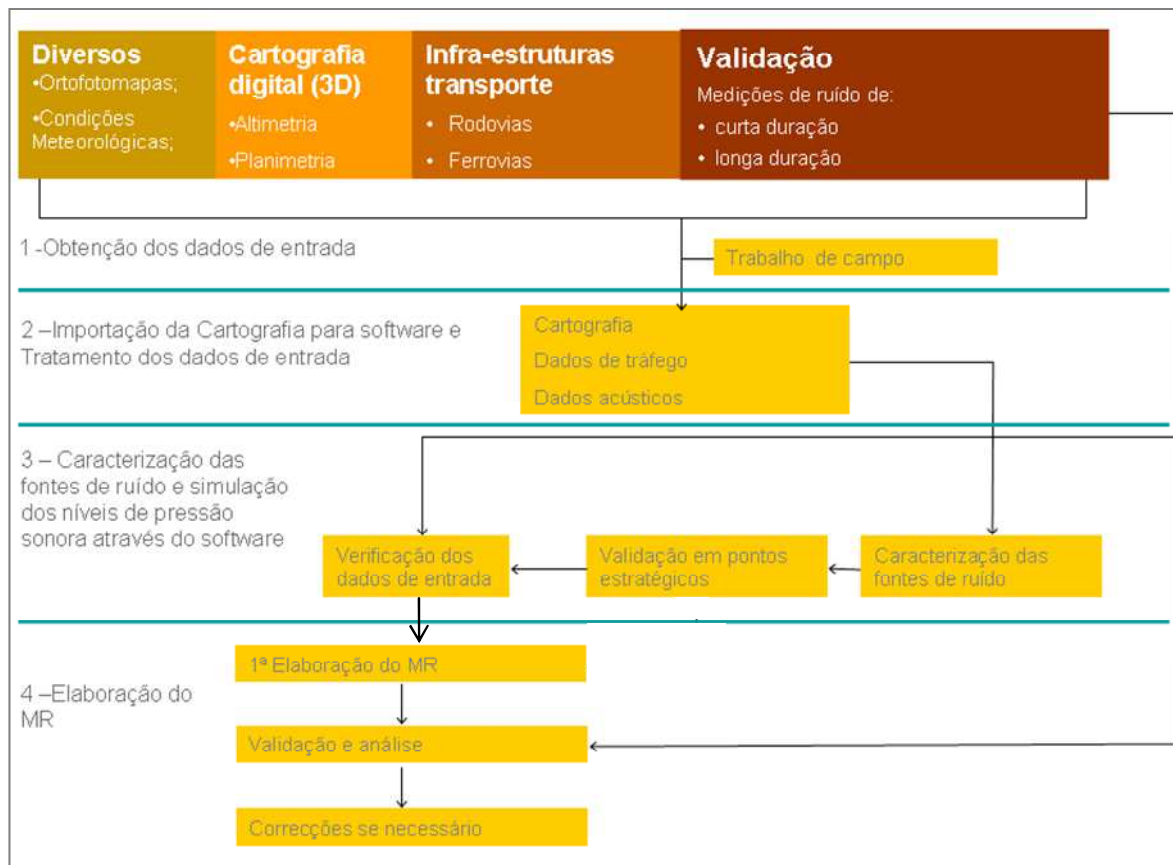 Diversos
•Ortofotomapas;
•Condições
Meteorológicas;
Cartografia
digital (3D)
•Altimetria
•Planimetria
Infra-estruturas
transporte
• Rodovias
• Ferrovias
Validação
Medições de ruído de:
• curta duração
• longa duração
1 -Obtenção dos dados de entrada
Trabalho de campo
2 –Importação da Cartografia para software e
Tratamento dos dados de entrada
Cartografia
Dados de tráfego
Dados acústicos
3 – Caracterização das
fontes de ruído e simulação
dos níveis de pressão
sonora através do software
Verificação dos
dados de entrada
Validação em pontos
estratégicos
Caracterização das
fontes de ruído
4 –Elaboração do
MR
1ª Elaboração do MR
Validação e análise
Correcções se necessário